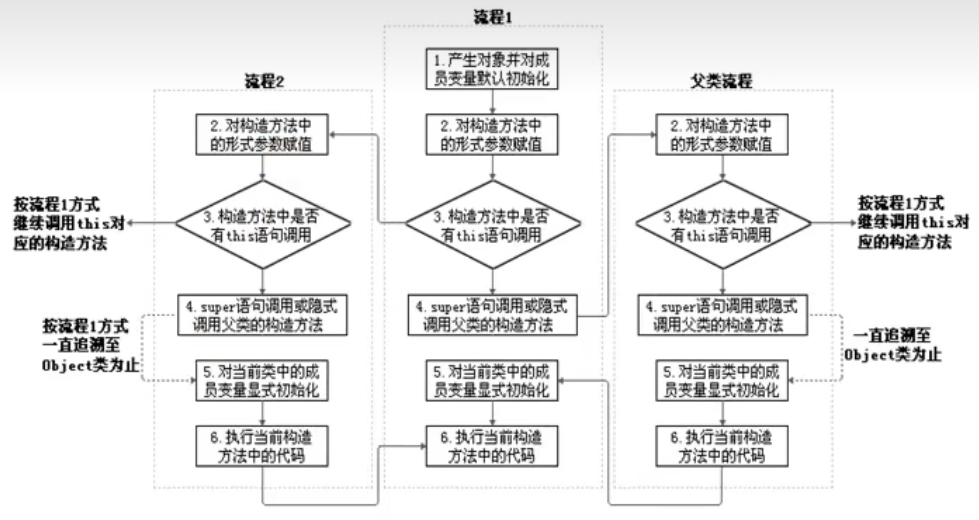 流程1
1.产生对象并对成
员变量默认初始化
2.对构造方法中
的形式参数赋值
3.构造方法中是否
有this语句调用
4.super语句调用或隐式
调用父类的构造方法
5.对当前类中的成
员变量显式初始化
6.执行当前构造
方法中的代码
流程2
2.对构造方法中
的形式参数赋值
3.构造方法中是否
有this语句调用
按流程1方式
继续调用this对
应的构造方法
4.super语句调用或隐式
调用父类的构造方法
按流程1方式
一直追溯至
Object类为止
5.对当前类中的成
员变量显式初始化
6.执行当前构造
方法中的代码
父类流程
2.对构造方法中
的形式参数赋值
3.构造方法中是否
有this语句调用
按流程1方式
继续调用this对
应的构造方法
4.super语句调用或隐式
调用父类的构造方法
一直追溯至
Object类为止
5.对当前类中的成
员变量显式初始化
6.执行当前构造
方法中的代码